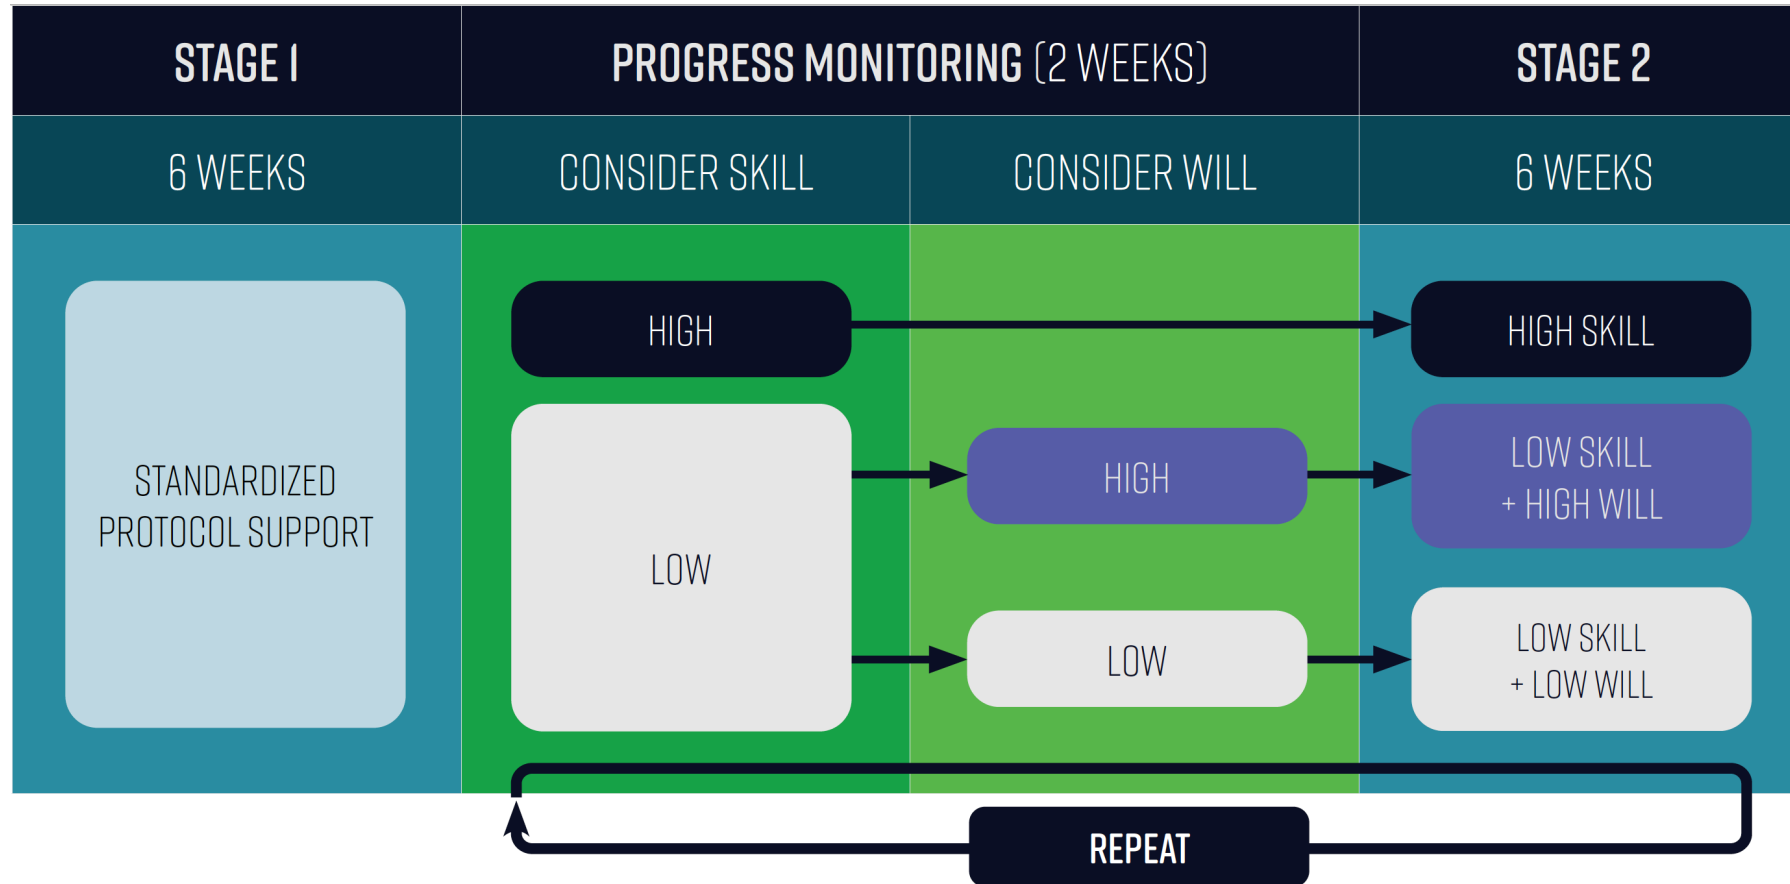 STAGE 1
PROGRESS MONITORING (2 WEEKS)
STAGE 2
6 WEEKS
CONSIDER SKILL
CONSIDER WILL
6 WEEKS
STANDARDIZED
PROTOCOL SUPPORT
HIGH
LOW
HIGH
LOW
HIGH SKILL
LOW SKILL
+ HIGH WILL
LOW SKILL
+ LOW WILL
REPEAT